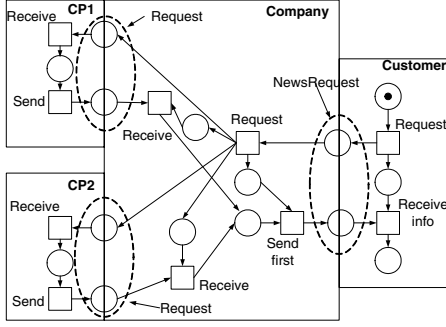 CP1
Company
Receive
Request
Customer
NewsRequest
Send
Request
Request
Receive
CP2
Receive
Receive
info
Send
first
Receive
Send
Request